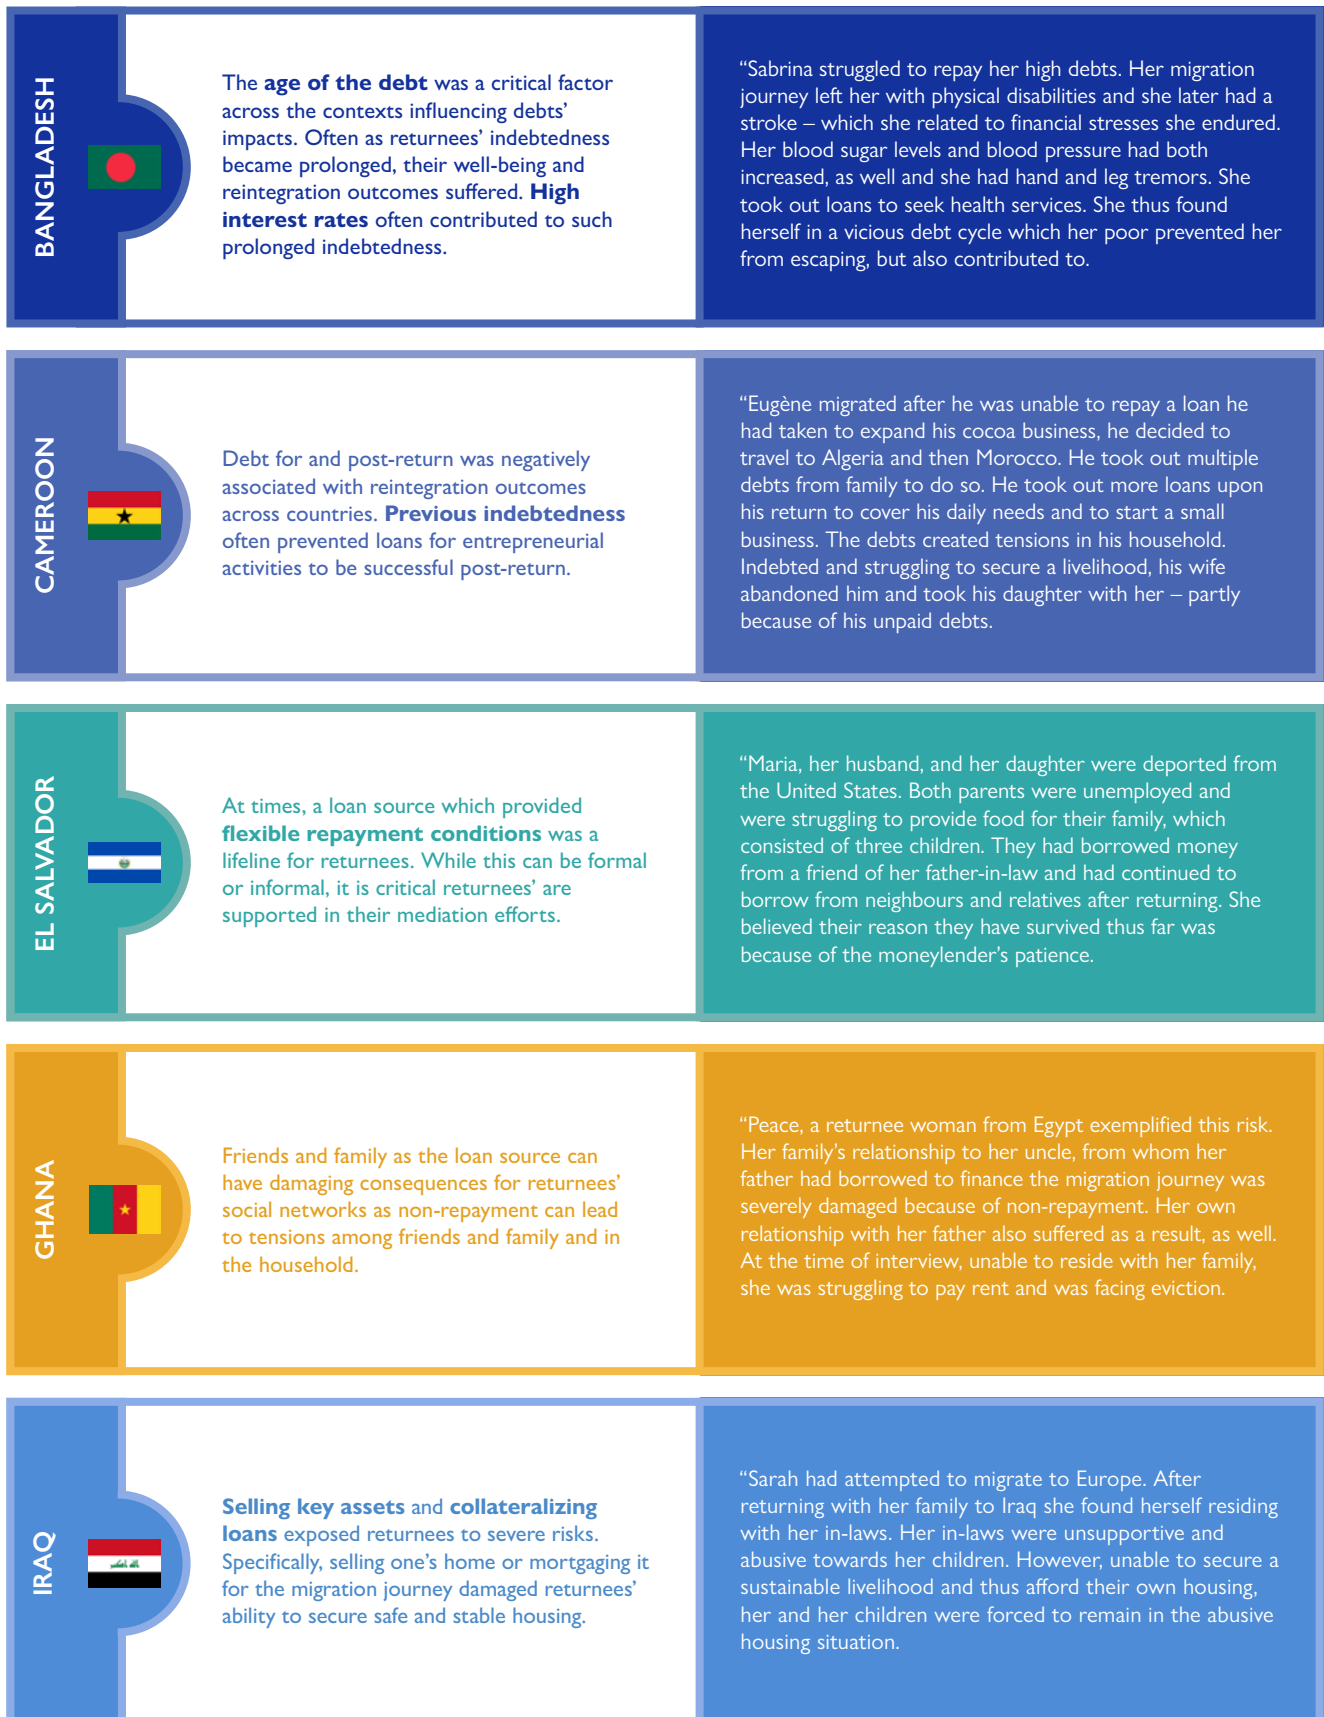 BANGLADESH
The age of the debt was a critical factor
across the contexts influencing debts’
impacts. Often as returnees’ indebtedness
became prolonged, their well-being and
reintegration outcomes suffered. High
interest rates often contributed to such
prolonged indebtedness.
“Sabrina struggled to repay her high debts. Her migration
journey left her with physical disabilities and she later had a
stroke – which she related to financial stresses she endured.
Her blood sugar levels and blood pressure had both
increased, as well and she had hand and leg tremors. She
took out loans to seek health services. She thus found
herself in a vicious debt cycle which her poor prevented her
from escaping, but also contributed to.
CAMEROON
Debt for and post-return was negatively
associated with reintegration outcomes
across countries. Previous indebtedness
often prevented loans for entrepreneurial
activities to be successful post-return.
“Eugène migrated after he was unable to repay a loan he
had taken to expand his cocoa business, he decided to
travel to Algeria and then Morocco. He took out multiple
debts from family to do so. He took out more loans upon
his return to cover his daily needs and to start a small
business. The debts created tensions in his household.
Indebted and struggling to secure a livelihood, his wife
abandoned him and took his daughter with her – partly
because of his unpaid debts.
EL SALVADOR
At times, a loan source which provided
flexible repayment conditions was a
lifeline for returnees. While this can be formal
or informal, it is critical returnees’ are
supported in their mediation efforts.
“Maria, her husband, and her daughter were deported from
the United States. Both parents were unemployed and
were struggling to provide food for their family, which
consisted of three children. They had borrowed money
from a friend of her father-in-law and had continued to
borrow from neighbours and relatives after returning. She
believed their reason they have survived thus far was
because of the moneylender’s patience.
GHANA
Friends and family as the loan source can
have damaging consequences for returnees’
social networks as non-repayment can lead
to tensions among friends and family and in
the household.
“Peace, a returnee woman from Egypt exemplified this risk.
Her family’s relationship to her uncle, from whom her
father had borrowed to finance the migration journey was
severely damaged because of non-repayment. Her own
relationship with her father also suffered as a result, as well.
At the time of interview, unable to reside with her family,
she was struggling to pay rent and was facing eviction.
IRAQ
Selling key assets and collateralizing
loans exposed returnees to severe risks.
Specifically, selling one’s home or mortgaging it
for the migration journey damaged returnees’
ability to secure safe and stable housing.
“Sarah had attempted to migrate to Europe. After
returning with her family to Iraq she found herself residing
with her in-laws. Her in-laws were unsupportive and
abusive towards her children. However, unable to secure a
sustainable livelihood and thus afford their own housing,
her and her children were forced to remain in the abusive
housing situation.